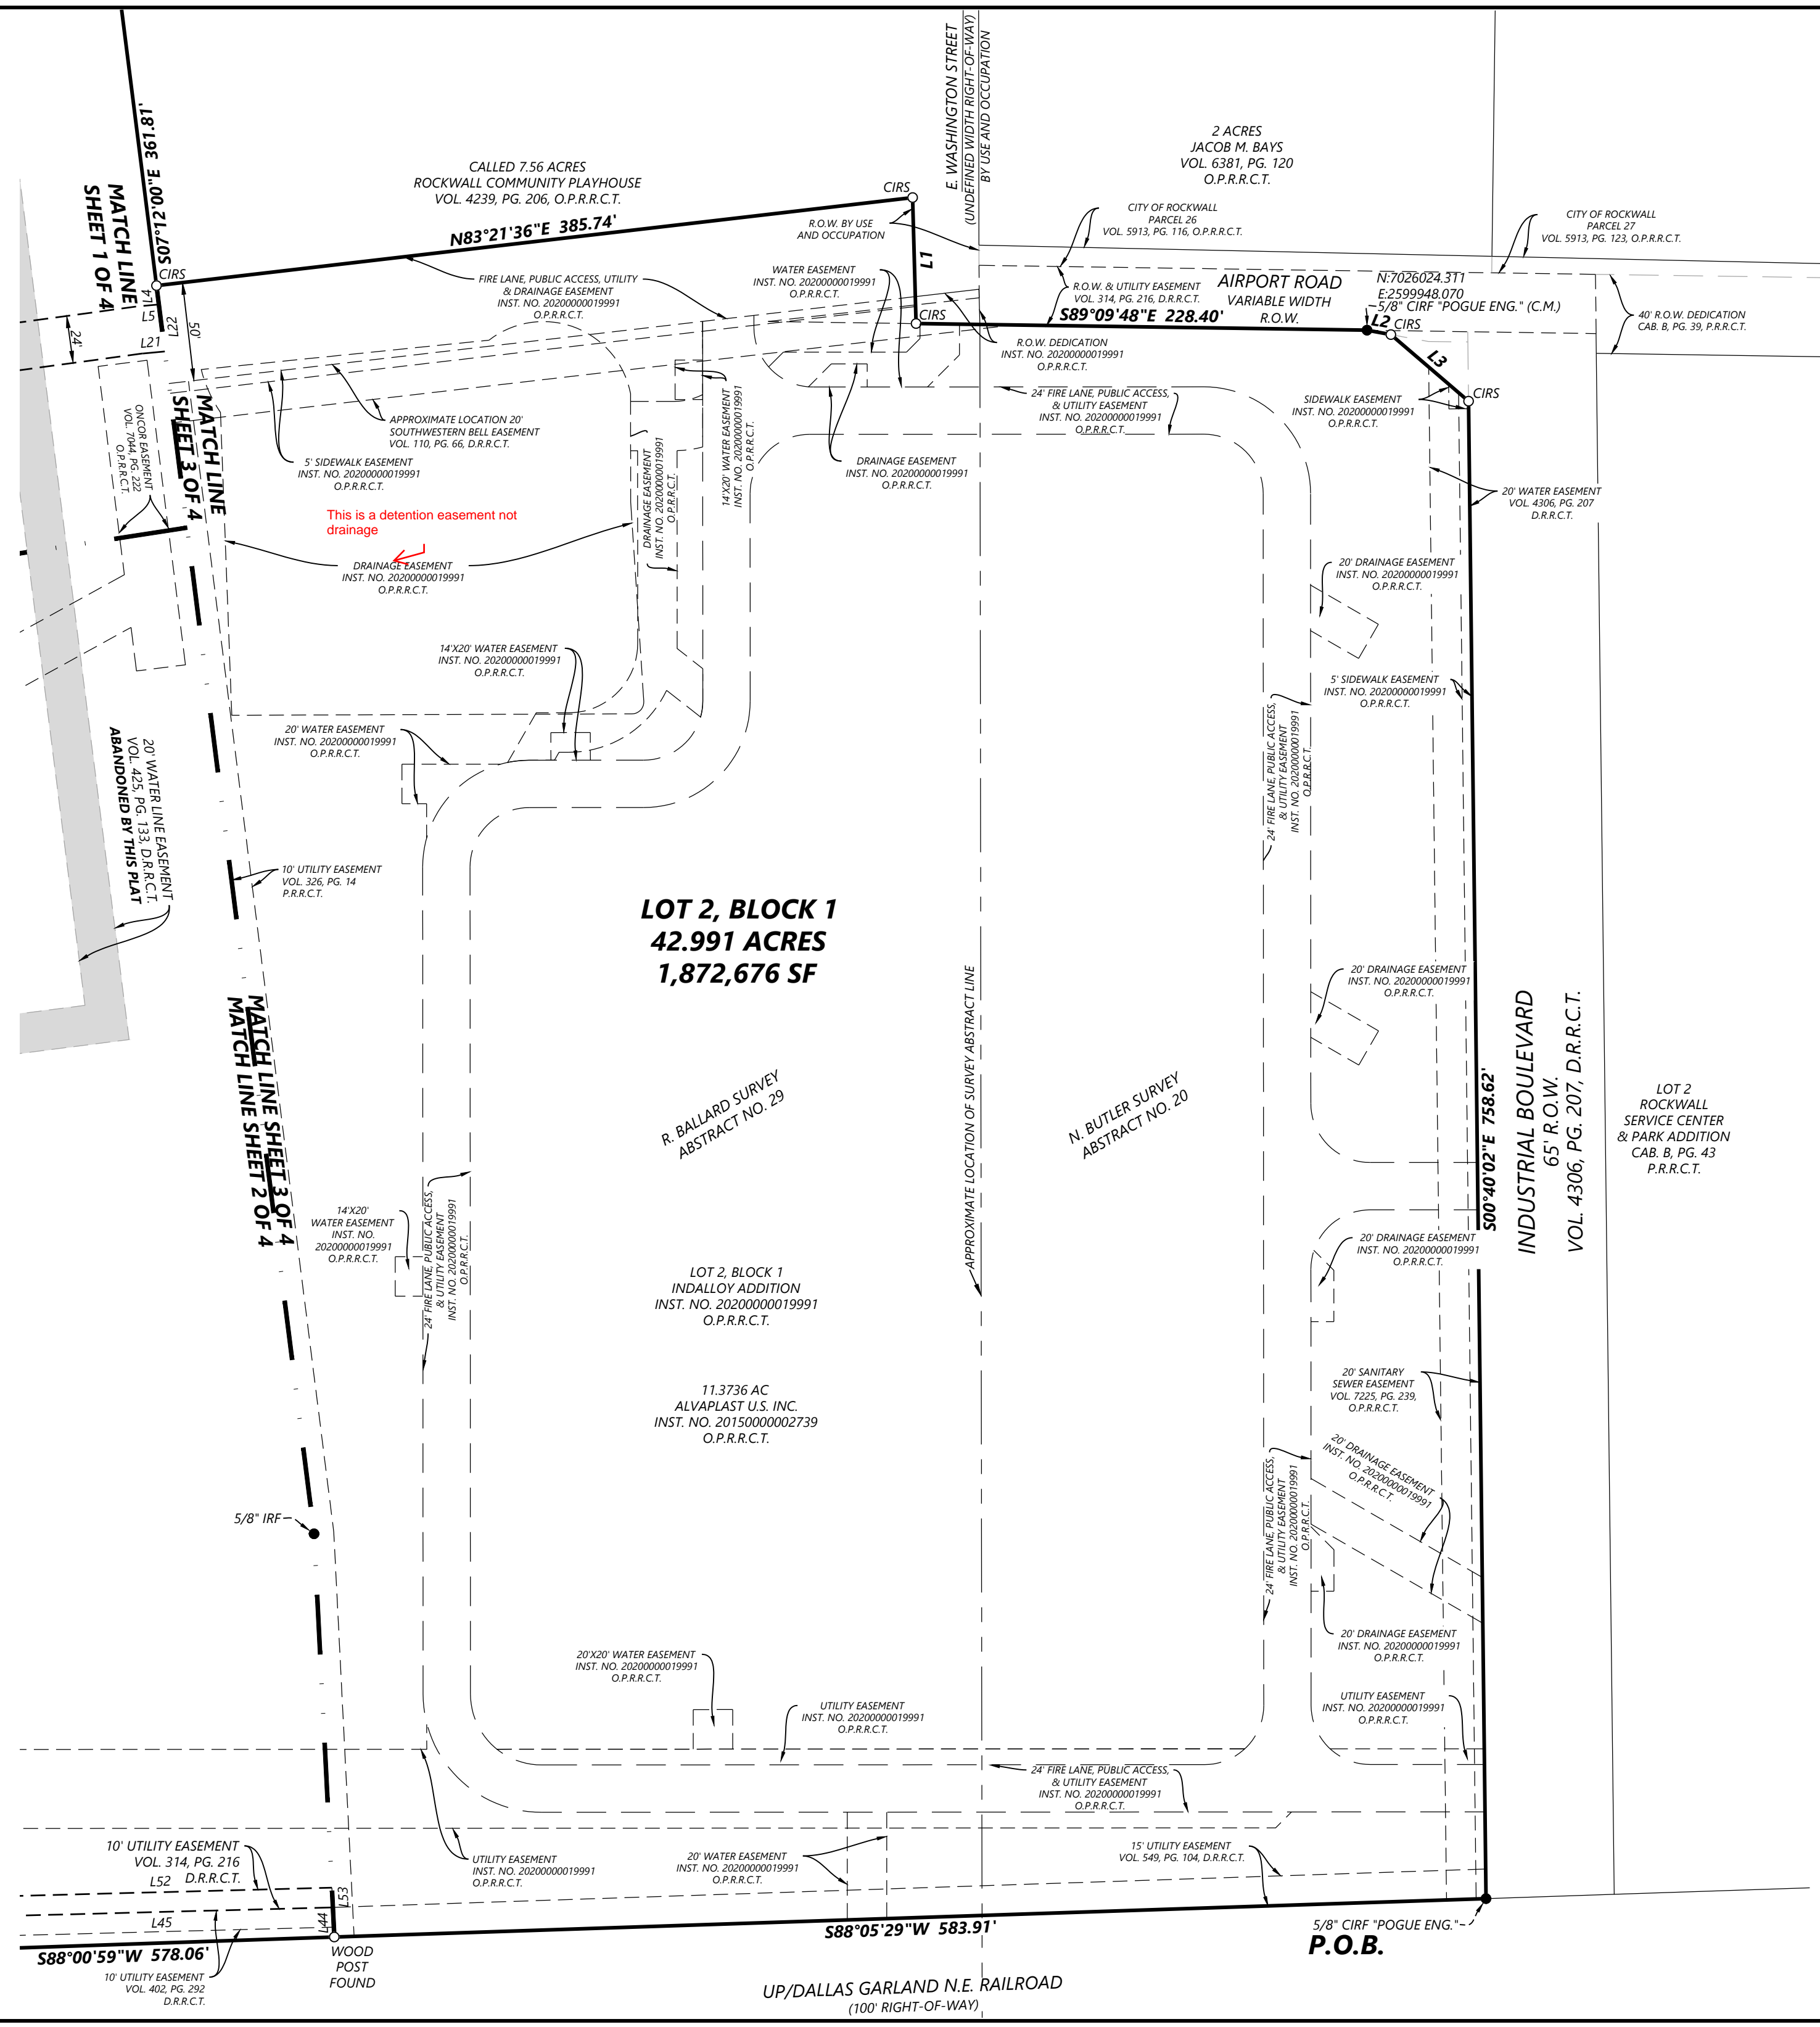 S07°12'00"E 361.81'
MATCH LINE
SHEET 1 OF 4
CALLED 7.56 ACRES
ROCKWALL COMMUNITY PLAYHOUSE
VOL. 4239, PG. 206, O.P.R.R.C.T.
N83°21'36"E 385.74'
CIRS
E. WASHINGTON STREET
(UNDEFINED WIDTH RIGHT-OF-WAY)
BY USE AND OCCUPATION
2 ACRES
JACOB M. BAYS
VOL. 6381, PG. 120
O.P.R.R.C.T.
CITY OF ROCKWALL
PARCEL 26
VOL. 5913, PG. 116, O.P.R.R.C.T.
CITY OF ROCKWALL
PARCEL 27
VOL. 5913, PG. 123, O.P.R.R.C.T.
R.O.W. BY USE
AND OCCUPATION
L1
CIRS
L4
L5
L22
50'
24'
L21
FIRE LANE, PUBLIC ACCESS, UTILITY
& DRAINAGE EASEMENT
INST. NO. 20200000019991
O.P.R.R.C.T.
WATER EASEMENT
INST. NO. 20200000019991
O.P.R.R.C.T.
R.O.W. & UTILITY EASEMENT
VOL. 314, PG. 216, D.R.R.C.T.
AIRPORT ROAD
VARIABLE WIDTH
R.O.W.
N:7026024.311
E:2599948.070
5/8" CIRF "POGUE ENG." (C.M.)
S89°09'48"E 228.40'
CIRS
L2
CIRS
L3
CIRS
40' R.O.W. DEDICATION
CAB. B, PG. 39, P.R.R.C.T.
R.O.W. DEDICATION
INST. NO. 20200000019991
O.P.R.R.C.T.
24' FIRE LANE, PUBLIC ACCESS,
& UTILITY EASEMENT
INST. NO. 20200000019991
O.P.R.R.C.T.
SIDEWALK EASEMENT
INST. NO. 20200000019991
O.P.R.R.C.T.
ONCOR EASEMENT
VOL. 7044, PG. 222
O.P.R.R.C.T.
MATCH LINE
SHEET 3 OF 4
APPROXIMATE LOCATION 20'
SOUTHWESTERN BELL EASEMENT
VOL. 110, PG. 66, D.R.R.C.T.
5' SIDEWALK EASEMENT
INST. NO. 20200000019991
O.P.R.R.C.T.
14'X20' WATER EASEMENT
INST. NO. 20200000019991
O.P.R.R.C.T.
DRAINAGE EASEMENT
INST. NO. 20200000019991
O.P.R.R.C.T.
DRAINAGE EASEMENT
INST. NO. 20200000019991
O.P.R.R.C.T.
20' WATER EASEMENT
VOL. 4306, PG. 207
D.R.R.C.T.
This is a detention easement not
drainage
DRAINAGE EASEMENT
INST. NO. 20200000019991
O.P.R.R.C.T.
20' DRAINAGE EASEMENT
INST. NO. 20200000019991
O.P.R.R.C.T.
14'X20' WATER EASEMENT
INST. NO. 20200000019991
O.P.R.R.C.T.
5' SIDEWALK EASEMENT
INST. NO. 20200000019991
O.P.R.R.C.T.
20' WATER EASEMENT
INST. NO. 20200000019991
O.P.R.R.C.T.
24' FIRE LANE, PUBLIC ACCESS,
& UTILITY EASEMENT
INST. NO. 20200000019991
O.P.R.R.C.T.
20' WATER LINE EASEMENT
VOL. 425, PG. 133, D.R.R.C.T.
ABANDONED BY THIS PLAT
10' UTILITY EASEMENT
VOL. 326, PG. 14
P.R.R.C.T.
LOT 2, BLOCK 1
42.991 ACRES
1,872,676 SF
MATCH LINE SHEET 3 OF 4
MATCH LINE SHEET 2 OF 4
APPROXIMATE LOCATION OF SURVEY ABSTRACT LINE
20' DRAINAGE EASEMENT
INST. NO. 20200000019991
O.P.R.R.C.T.
R. BALLARD SURVEY
ABSTRACT NO. 29
N. BUTLER SURVEY
ABSTRACT NO. 20
S00°40'02"E 758.62'
INDUSTRIAL BOULEVARD
65' R.O.W.
VOL. 4306, PG. 207, D.R.R.C.T.
LOT 2
ROCKWALL
SERVICE CENTER
& PARK ADDITION
CAB. B, PG. 43
P.R.R.C.T.
14'X20'
WATER EASEMENT
INST. NO.
20200000019991
O.P.R.R.C.T.
24' FIRE LANE, PUBLIC ACCESS,
& UTILITY EASEMENT
INST. NO. 20200000019991
O.P.R.R.C.T.
20' DRAINAGE EASEMENT
INST. NO. 20200000019991
O.P.R.R.C.T.
LOT 2, BLOCK 1
INDALLOY ADDITION
INST. NO. 20200000019991
O.P.R.R.C.T.
11.3736 AC
ALVAPLAST U.S. INC.
INST. NO. 20150000002739
O.P.R.R.C.T.
20' SANITARY
SEWER EASEMENT
VOL. 7225, PG. 239,
O.P.R.R.C.T.
20' DRAINAGE EASEMENT
INST. NO. 20200000019991
O.P.R.R.C.T.
24' FIRE LANE, PUBLIC ACCESS,
& UTILITY EASEMENT
INST. NO. 20200000019991
O.P.R.R.C.T.
5/8" IRF
20' DRAINAGE EASEMENT
INST. NO. 20200000019991
O.P.R.R.C.T.
20'X20' WATER EASEMENT
INST. NO. 20200000019991
O.P.R.R.C.T.
UTILITY EASEMENT
INST. NO. 20200000019991
O.P.R.R.C.T.
UTILITY EASEMENT
INST. NO. 20200000019991
O.P.R.R.C.T.
24' FIRE LANE, PUBLIC ACCESS,
& UTILITY EASEMENT
INST. NO. 20200000019991
O.P.R.R.C.T.
10' UTILITY EASEMENT
VOL. 314, PG. 216
D.R.R.C.T.
L52
L53
L45
L44
UTILITY EASEMENT
INST. NO. 20200000019991
O.P.R.R.C.T.
20' WATER EASEMENT
INST. NO. 20200000019991
O.P.R.R.C.T.
15' UTILITY EASEMENT
VOL. 549, PG. 104, D.R.R.C.T.
S88°00'59"W 578.06'
WOOD
POST
FOUND
S88°05'29"W 583.91'
5/8" CIRF "POGUE ENG."
P.O.B.
10' UTILITY EASEMENT
VOL. 402, PG. 292
D.R.R.C.T.
UP/DALLAS GARLAND N.E. RAILROAD
(100' RIGHT-OF-WAY)